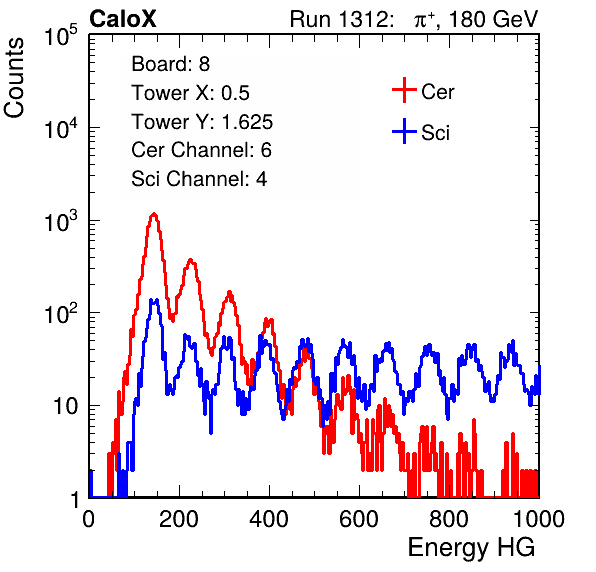 CaloX Run 1312: π⁺, 180 GeV
Counts
10⁵
10⁴
10³
10²
10
1
Board: 8
Tower X: 0.5
Tower Y: 1.625
Cer Channel: 6
Sci Channel: 4
Cer
Sci
0 200 400 600 800 1000
Energy HG